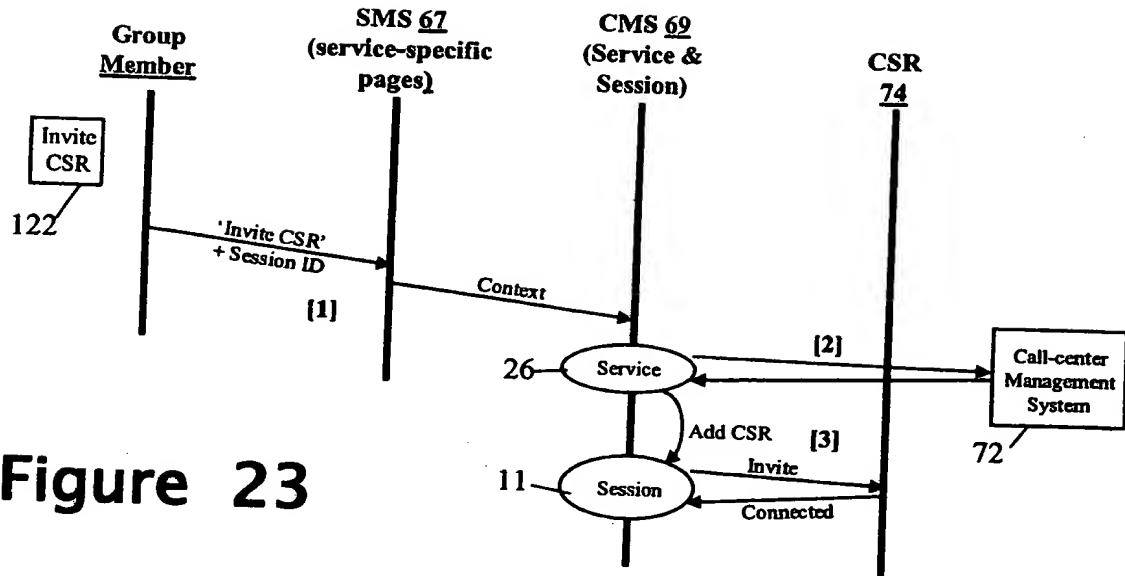 Group
Member
SMS 67
(service-specific
pages)
CMS 69
(Service &
Session)
CSR
74
Invite
CSR
122
'Invite CSR'
+ Session ID
[1]
Context
26
Service
[2]
Call-center
Management
System
72
Add CSR
[3]
11
Session
Invite
Connected
Figure 23